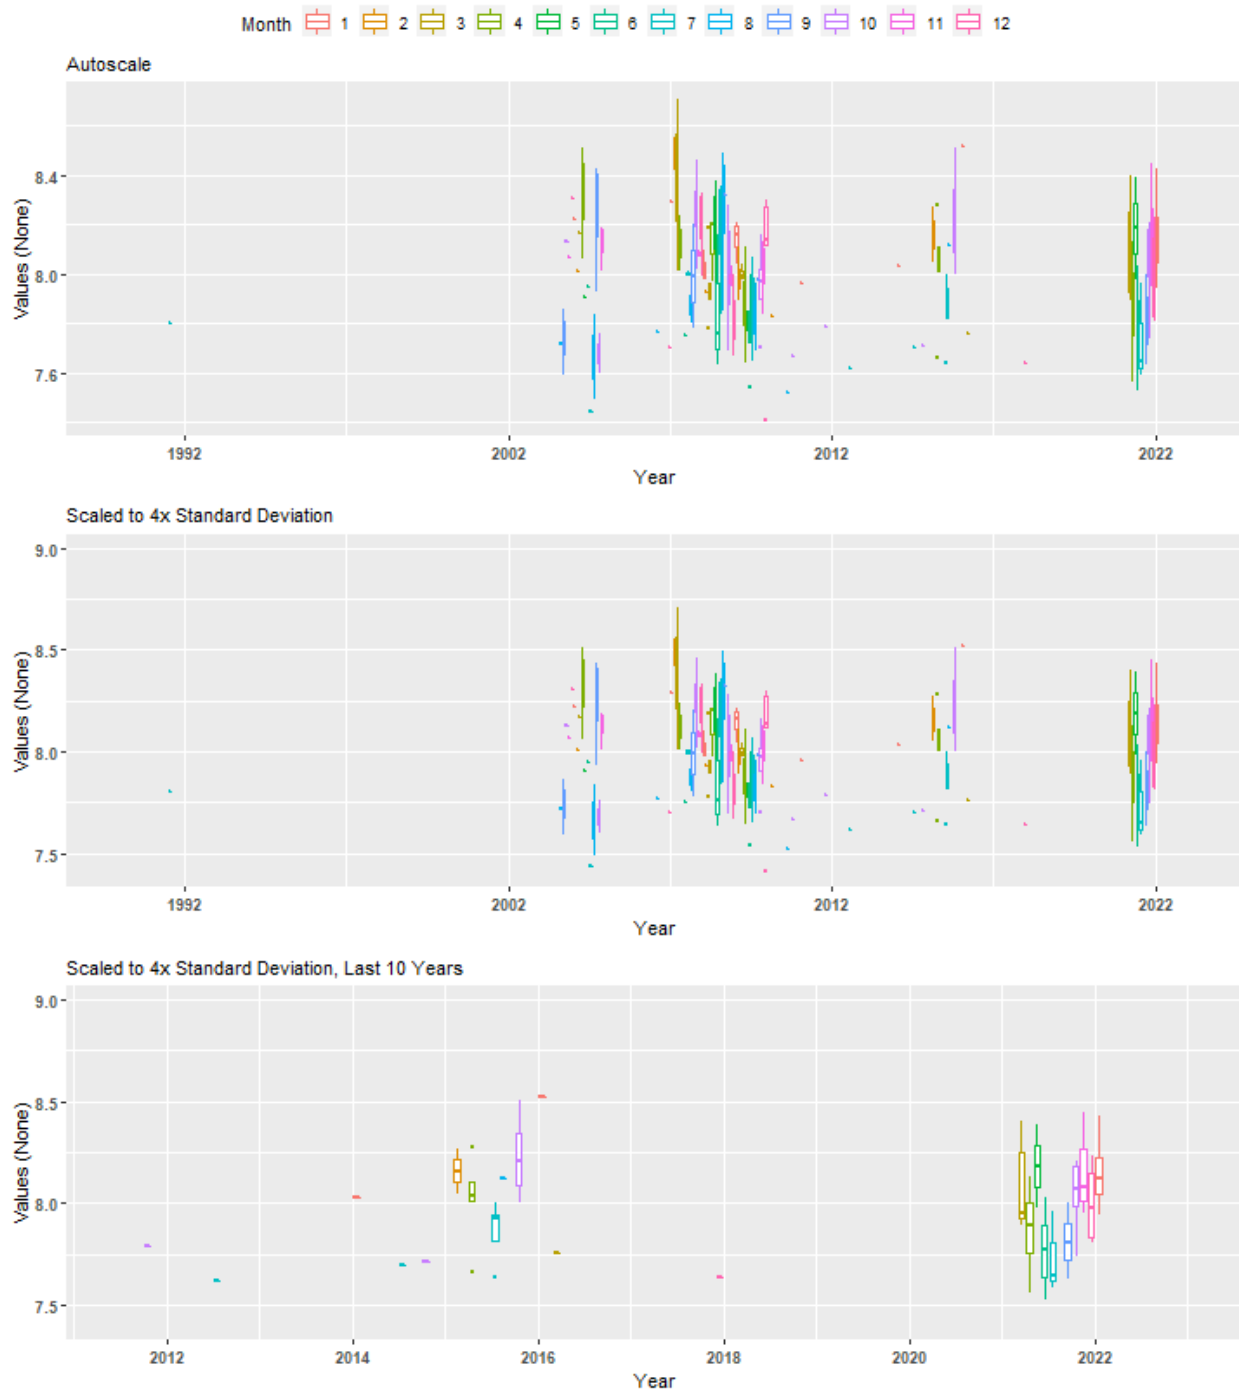 Month 1 2 3 4 5 6 7 8 9 10 11 12
Autoscale
8.4
8.0
7.6
Values (None)
1992 2002 2012 2022
Year
Scaled to 4x Standard Deviation
9.0
8.5
8.0
7.5
Values (None)
1992 2002 2012 2022
Year
Scaled to 4x Standard Deviation, Last 10 Years
9.0
8.5
8.0
7.5
Values (None)
2012 2014 2016 2018 2020 2022
Year